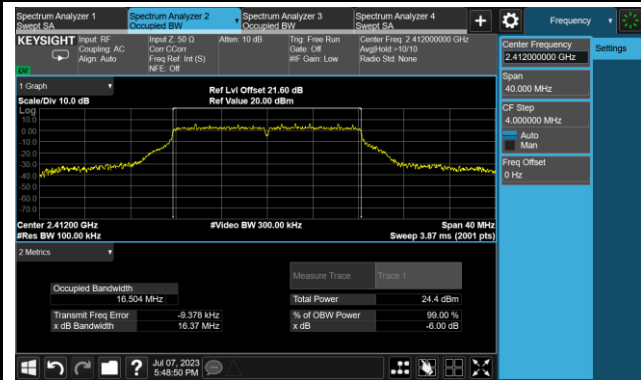 Spectrum Analyzer 1
Swept SA
Spectrum Analyzer 2
Occupied BW
Spectrum Analyzer 3
Occupied BW
Spectrum Analyzer 4
Swept SA
Frequency
KEYSIGHT
Input: RF
Coupling: AC
Align: Auto
Input Z: 50 Ω
Corr CCorr
Freq Ref: Int (S)
NFE: Off
Atten: 10 dB
Trig: Free Run
Gate: Off
#IF Gain: Low
Center Freq: 2.412000000 GHz
Avg|Hold:>10/10
Radio Std: None
Center Frequency
2.412000000 GHz
Settings
Span
40.000 MHz
CF Step
4.000000 MHz
Auto
Man
Freq Offset
0 Hz
1 Graph
Scale/Div 10.0 dB
Ref Lvl Offset 21.60 dB
Ref Value 20.00 dBm
Log
10.0
0.00
-10.0
-20.0
-30.0
-40.0
-50.0
-60.0
-70.0
Center 2.41200 GHz
#Res BW 100.00 kHz
#Video BW 300.00 kHz
Span 40 MHz
Sweep 3.87 ms (2001 pts)
2 Metrics
Measure Trace
Trace 1
Occupied Bandwidth
16.504 MHz
Total Power
24.4 dBm
Transmit Freq Error
-9.378 kHz
% of OBW Power
99.00 %
x dB Bandwidth
16.37 MHz
x dB
-6.00 dB
Jul 07, 2023
5:48:50 PM